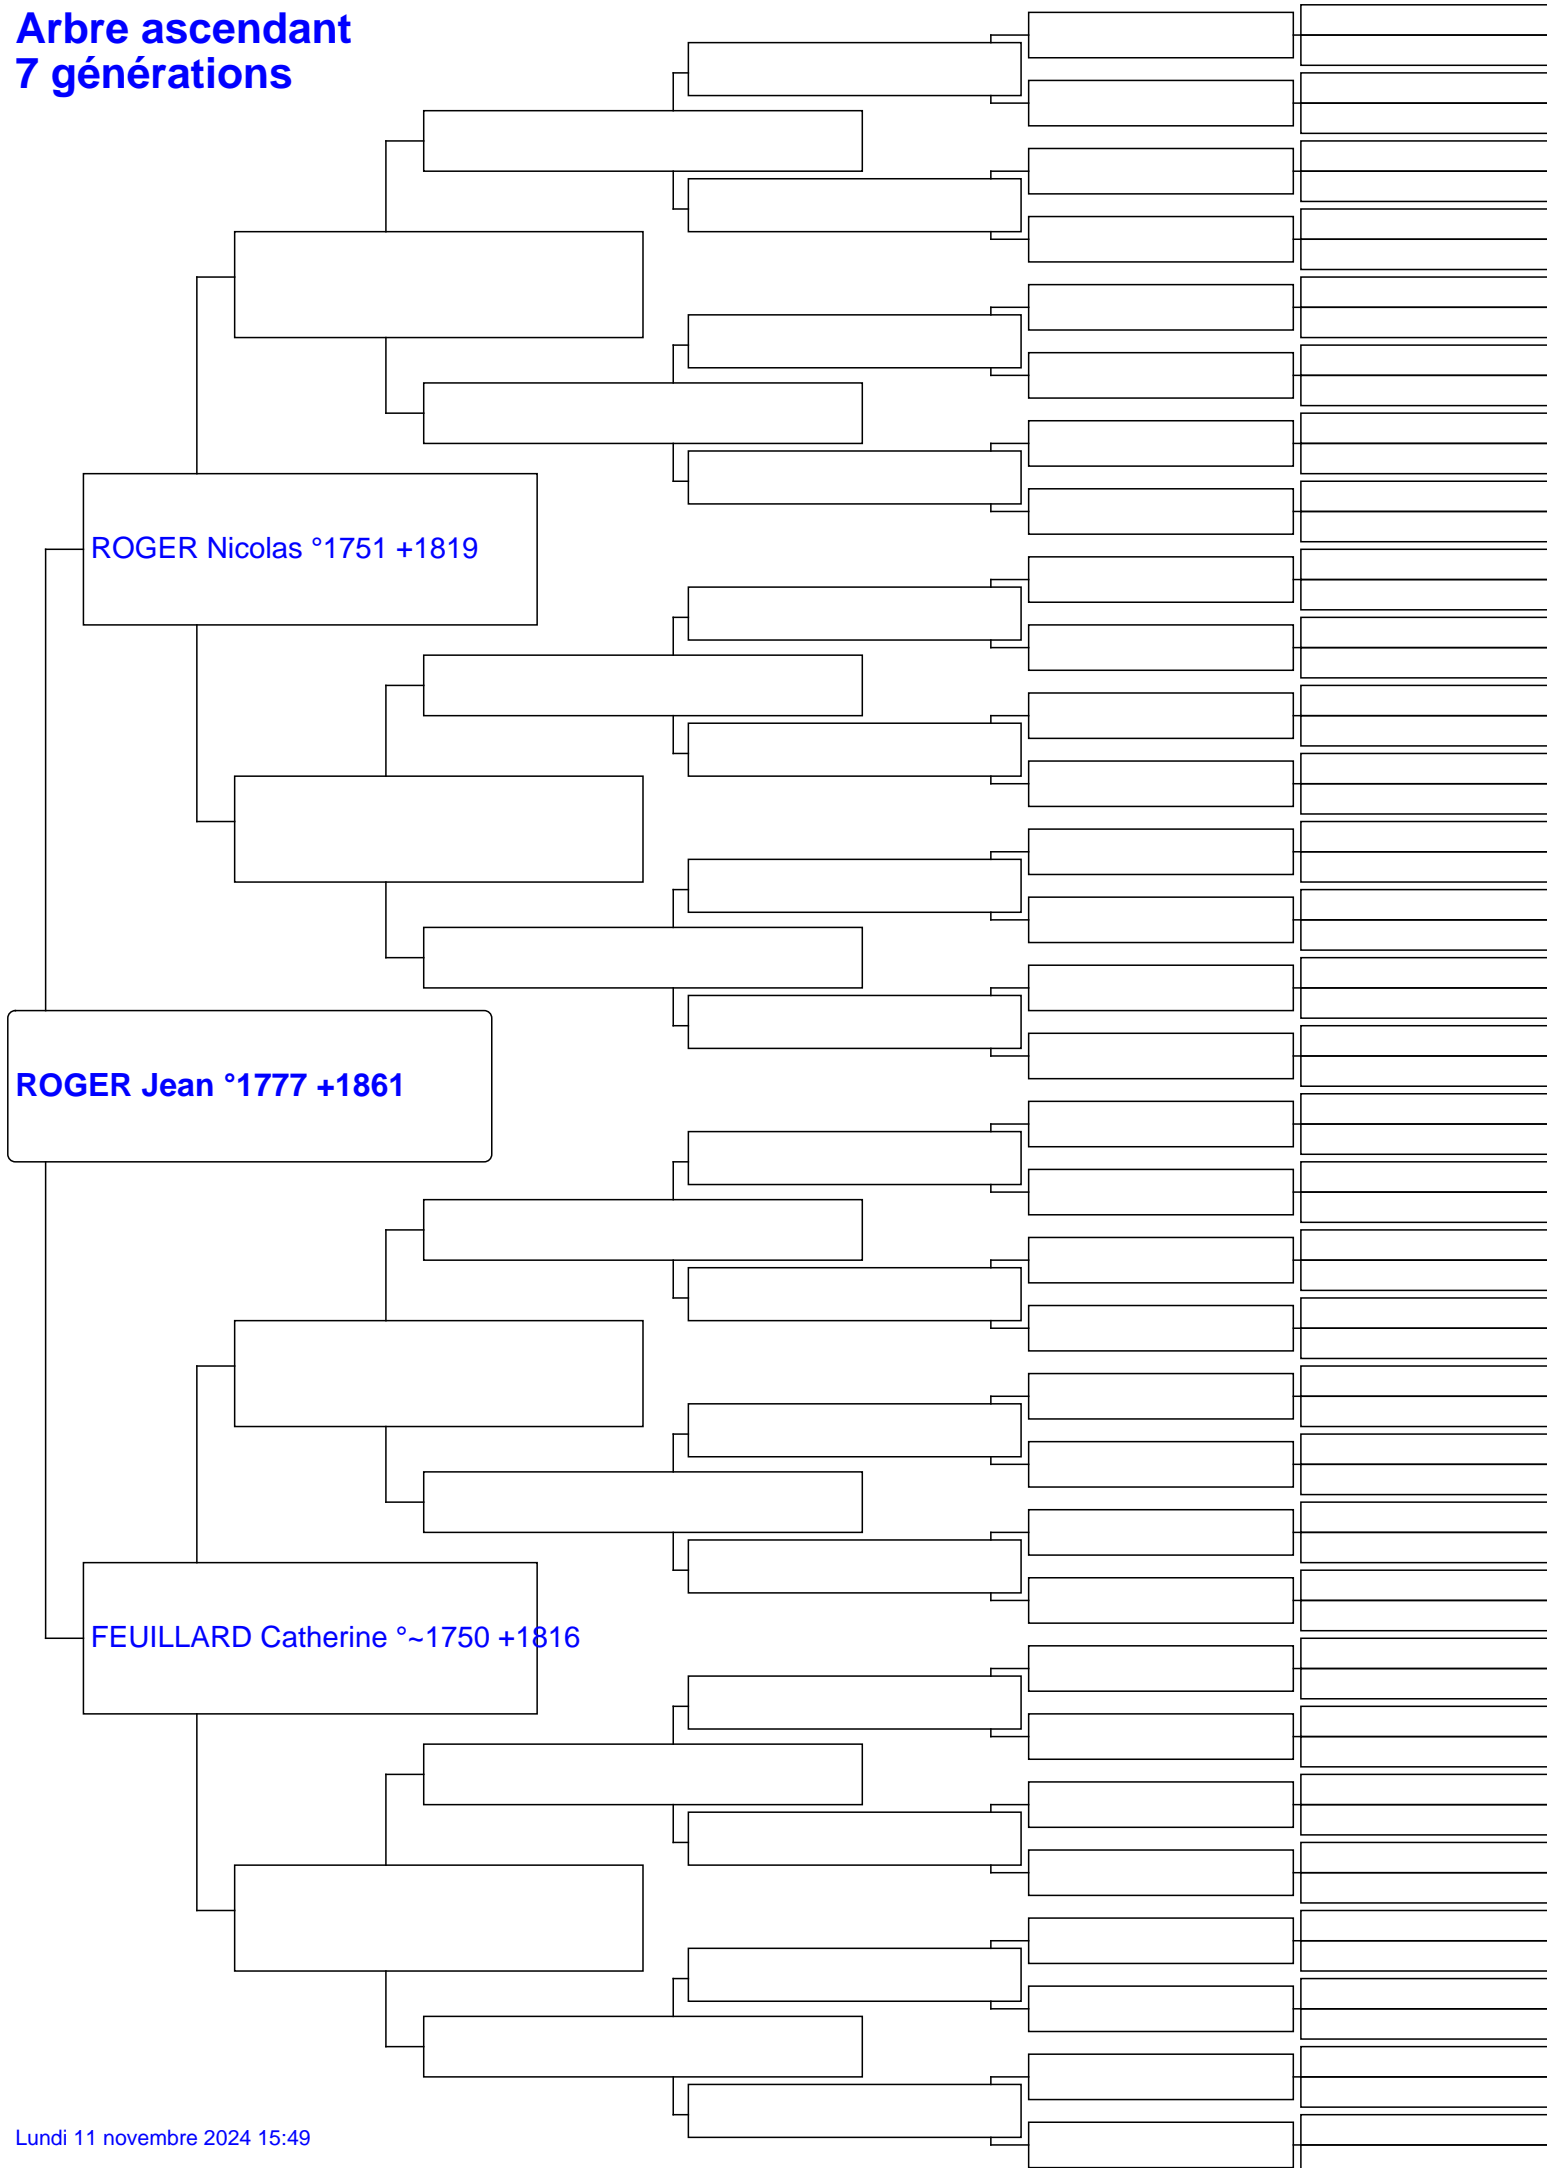 Arbre ascendant
7 générations
ROGER Nicolas °1751 +1819
ROGER Jean °1777 +1861
FEUILLARD Catherine °~1750 +1816
Lundi 11 novembre 2024 15:49